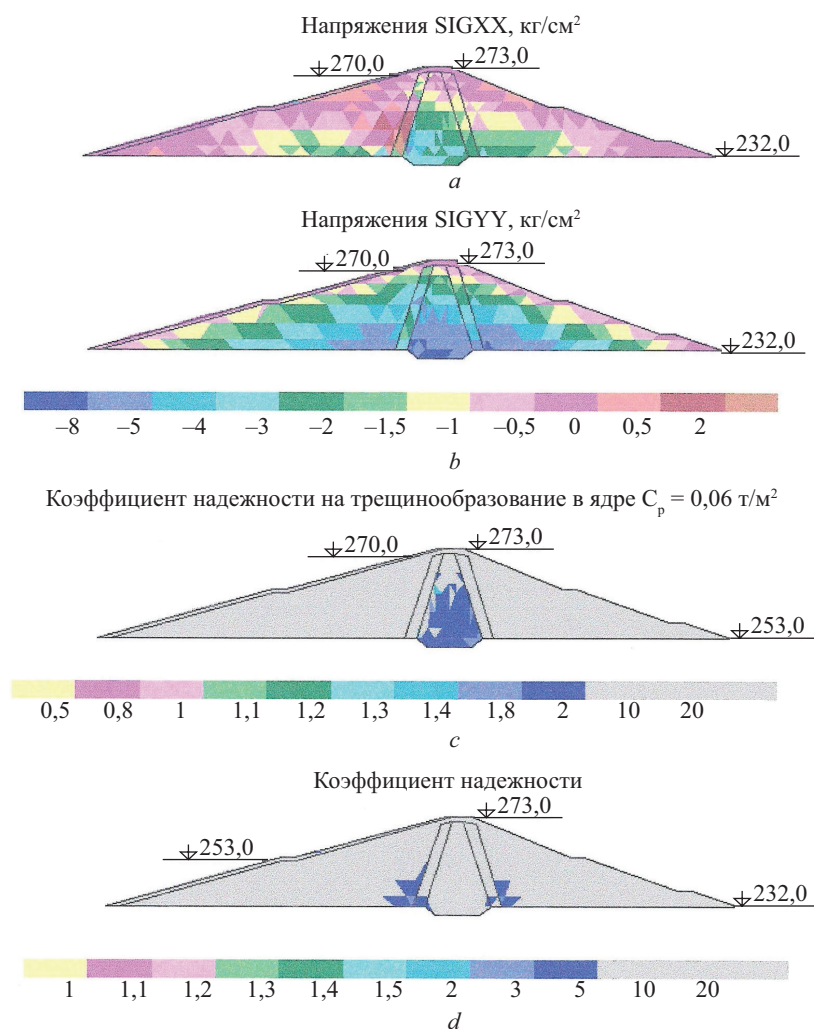 Напряжения SIGXX, кг/см²
270,0 273,0
232,0
a
Напряжения SIGYY, кг/см²
270,0 273,0
232,0
–8 –5 –4 –3 –2 –1,5 –1 –0,5 0 0,5 2
b
Коэффициент надежности на трещинообразование в ядре Cр = 0,06 т/м²
270,0 273,0
253,0
0,5 0,8 1 1,1 1,2 1,3 1,4 1,8 2 10 20
c
Коэффициент надежности
273,0
253,0
232,0
1 1,1 1,2 1,3 1,4 1,5 2 3 5 10 20
d